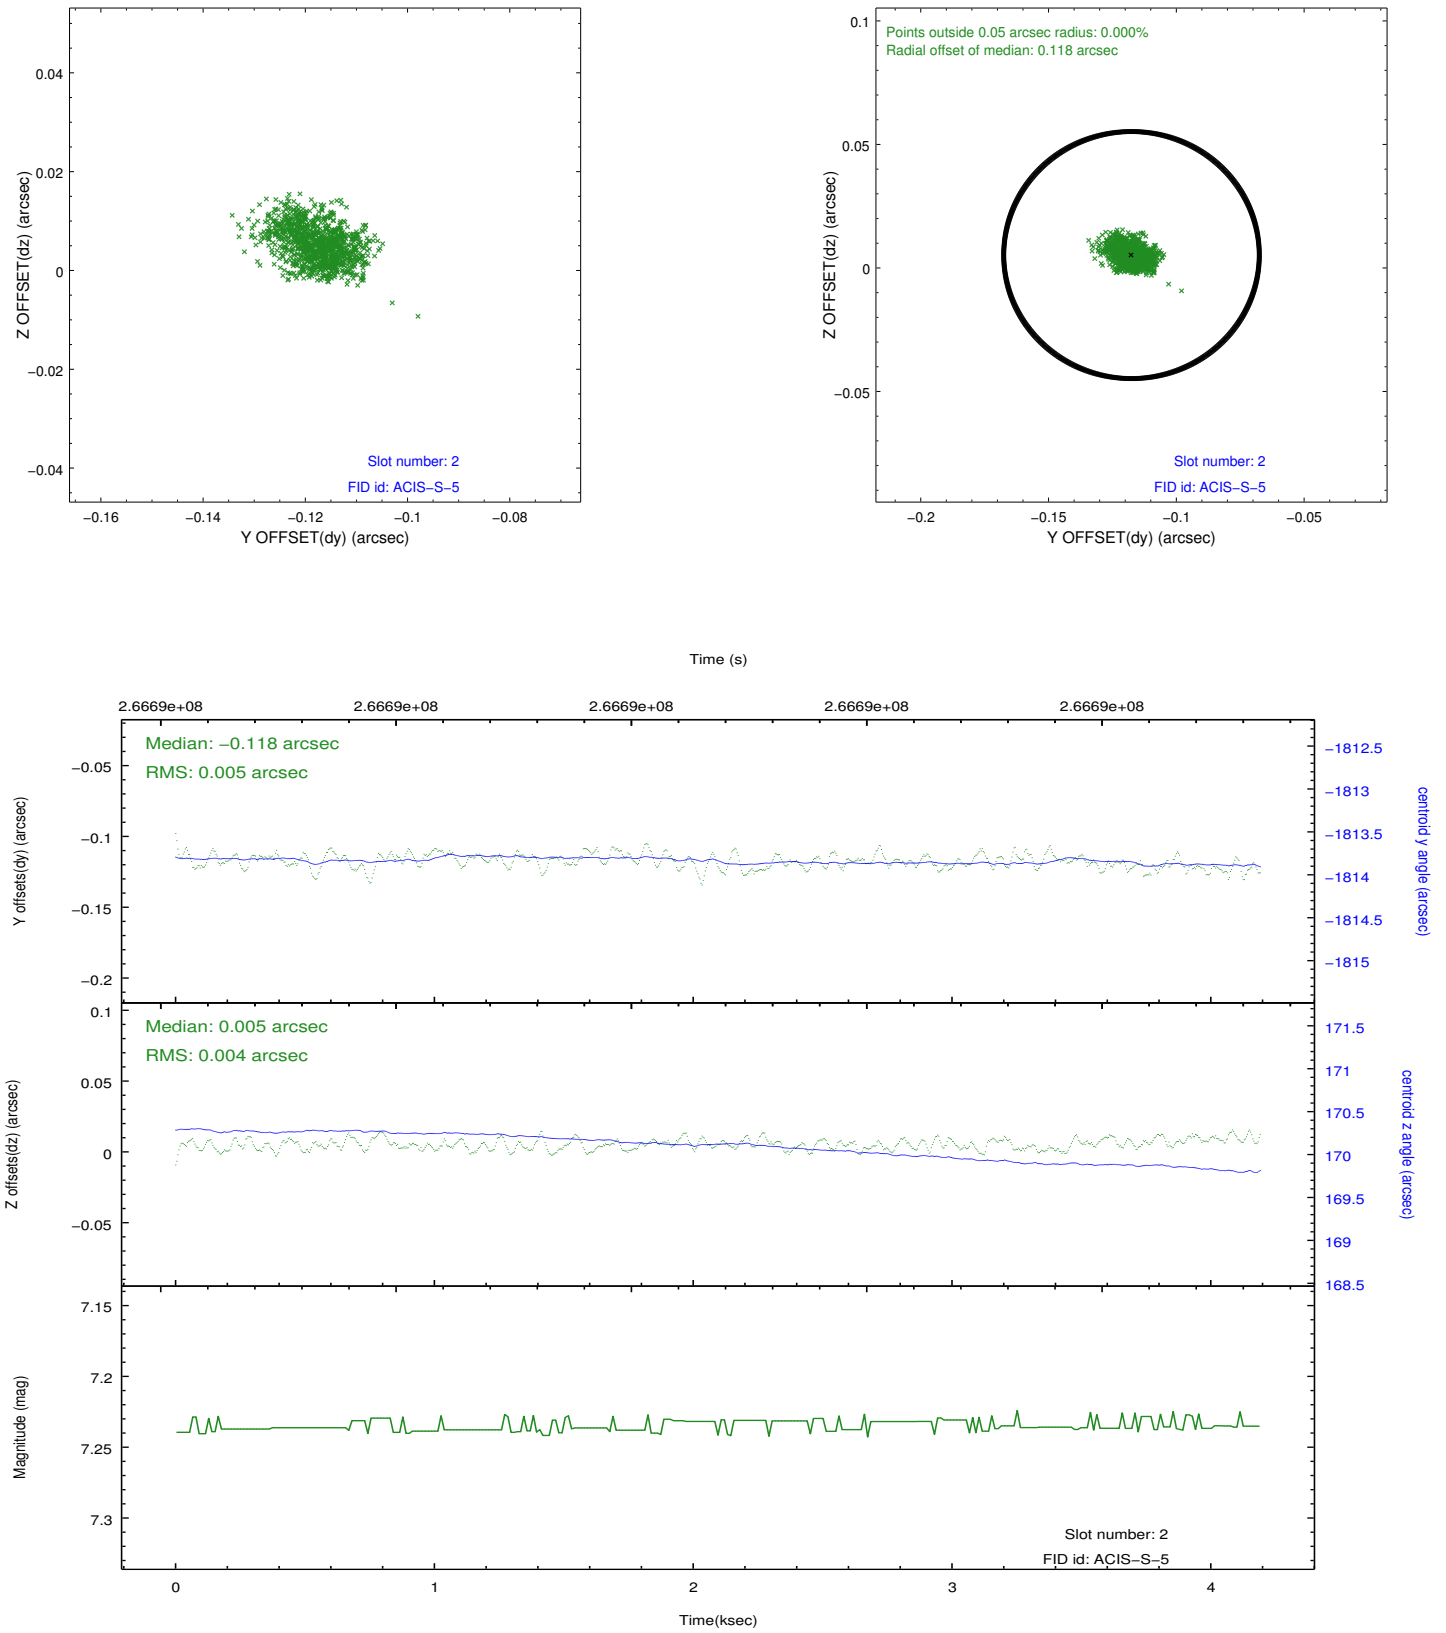 0.04
0.02
0
−0.02
−0.04
Z OFFSET(dz) (arcsec)
Slot number: 2
FID id: ACIS−S−5
−0.16
−0.14
−0.12
−0.1
−0.08
Y OFFSET(dy) (arcsec)
Points outside 0.05 arcsec radius: 0.000%
Radial offset of median: 0.118 arcsec
0.1
0.05
0
−0.05
Z OFFSET(dz) (arcsec)
Slot number: 2
FID id: ACIS−S−5
−0.2
−0.15
−0.1
−0.05
Y OFFSET(dy) (arcsec)
Time (s)
2.6669e+08
2.6669e+08
2.6669e+08
2.6669e+08
2.6669e+08
Median: −0.118 arcsec
RMS: 0.005 arcsec
−0.05
−0.1
−0.15
−0.2
Y offsets(dy) (arcsec)
−1812.5
−1813
−1813.5
−1814
−1814.5
−1815
centroid y angle (arcsec)
Median: 0.005 arcsec
RMS: 0.004 arcsec
0.1
0.05
0
−0.05
Z offsets(dz) (arcsec)
171.5
171
170.5
170
169.5
169
168.5
centroid z angle (arcsec)
7.15
7.2
7.25
7.3
Magnitude (mag)
Slot number: 2
FID id: ACIS−S−5
0
1
2
3
4
Time(ksec)